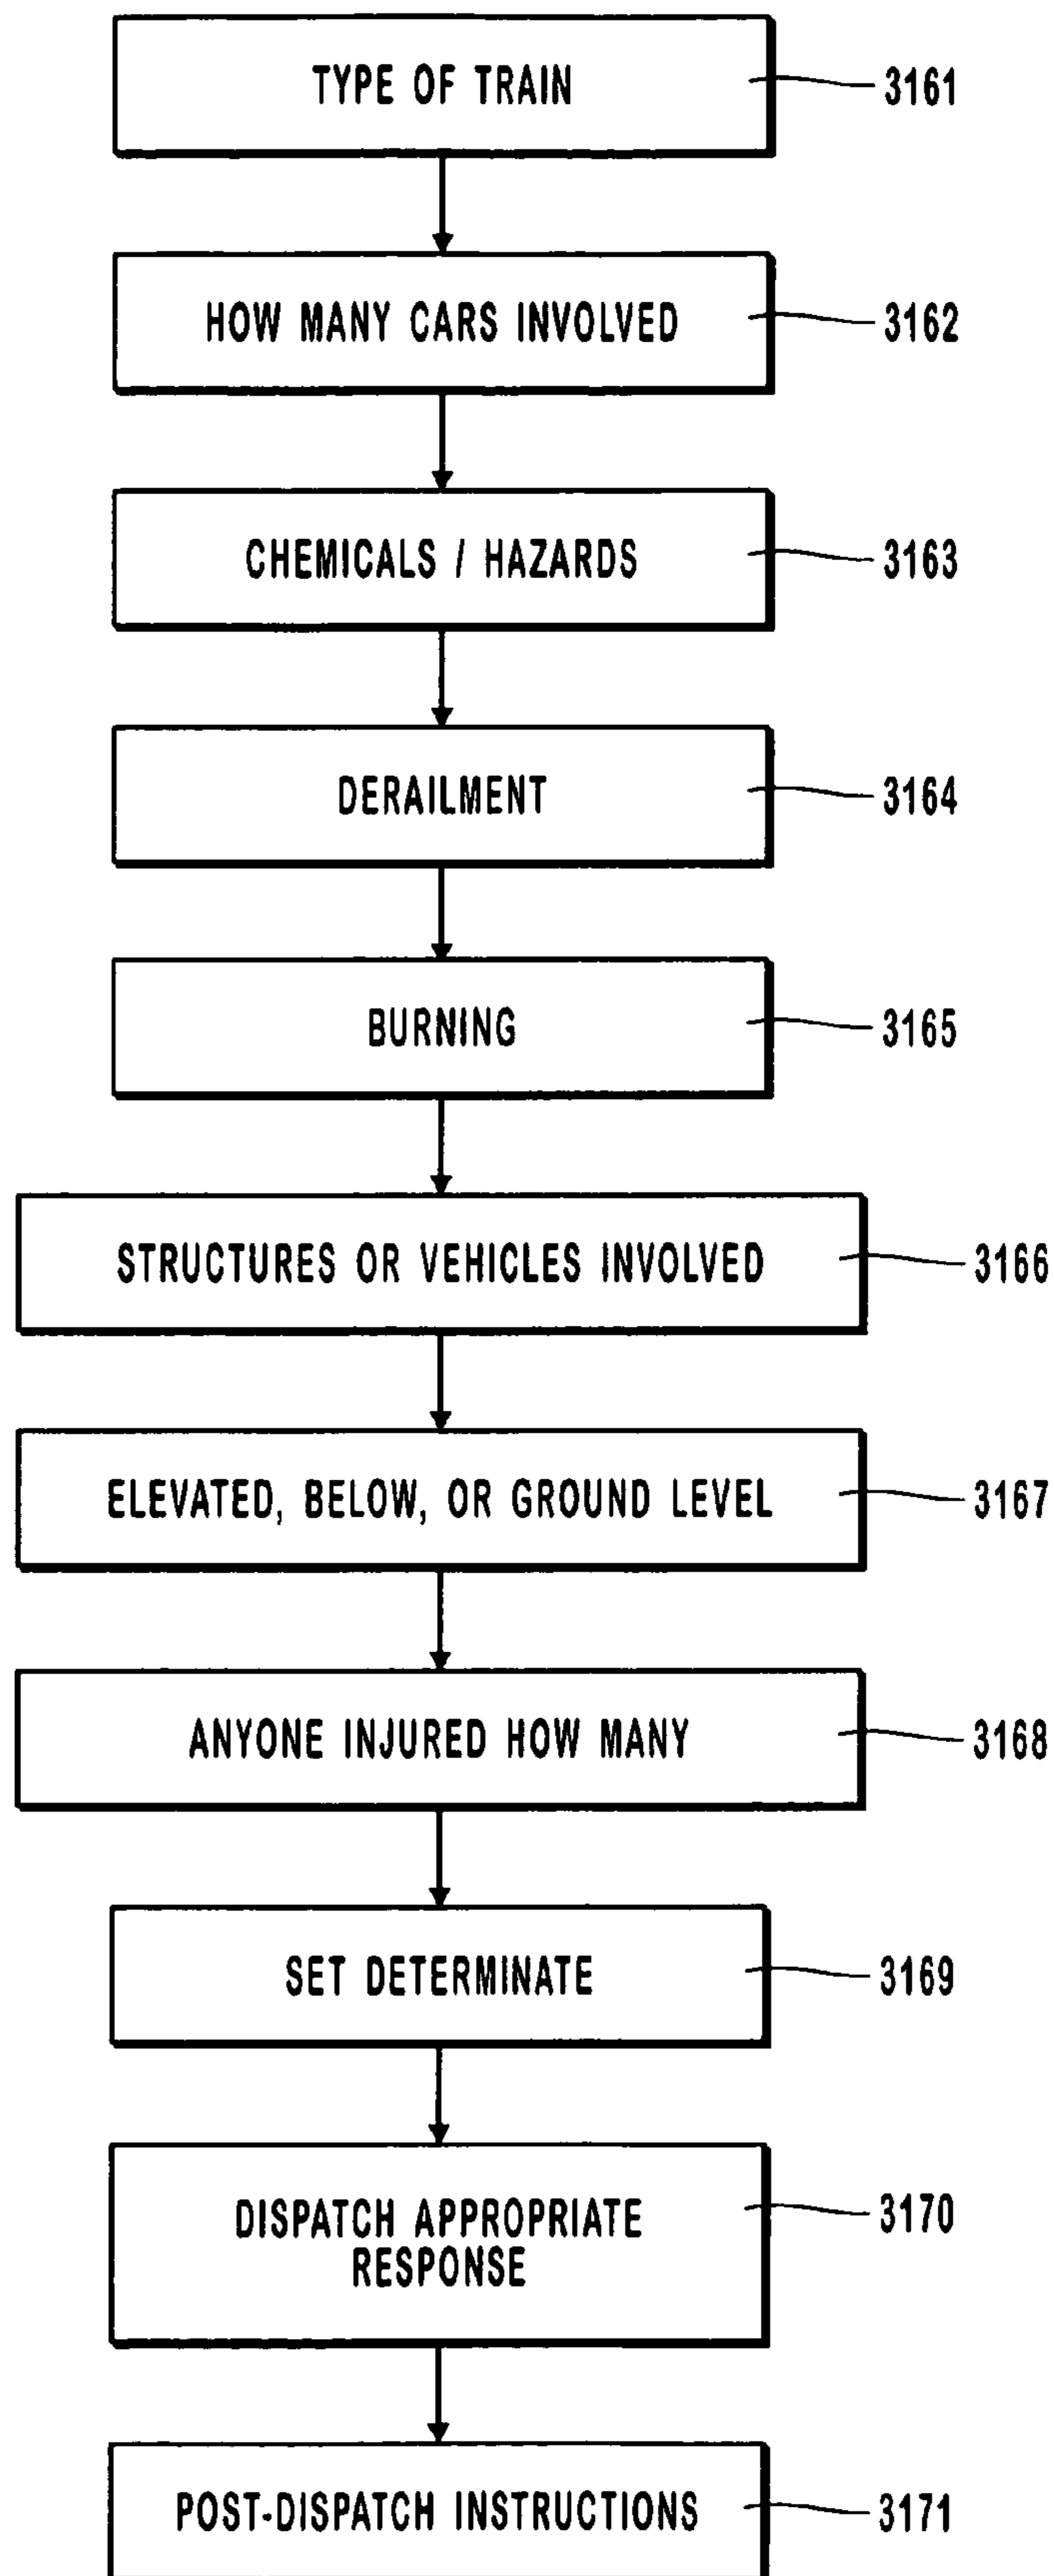 TYPE OF TRAIN 3161
HOW MANY CARS INVOLVED 3162
CHEMICALS / HAZARDS 3163
DERAILMENT 3164
BURNING 3165
STRUCTURES OR VEHICLES INVOLVED 3166
ELEVATED, BELOW, OR GROUND LEVEL 3167
ANYONE INJURED HOW MANY 3168
SET DETERMINATE 3169
DISPATCH APPROPRIATE 3170
RESPONSE
POST-DISPATCH INSTRUCTIONS 3171